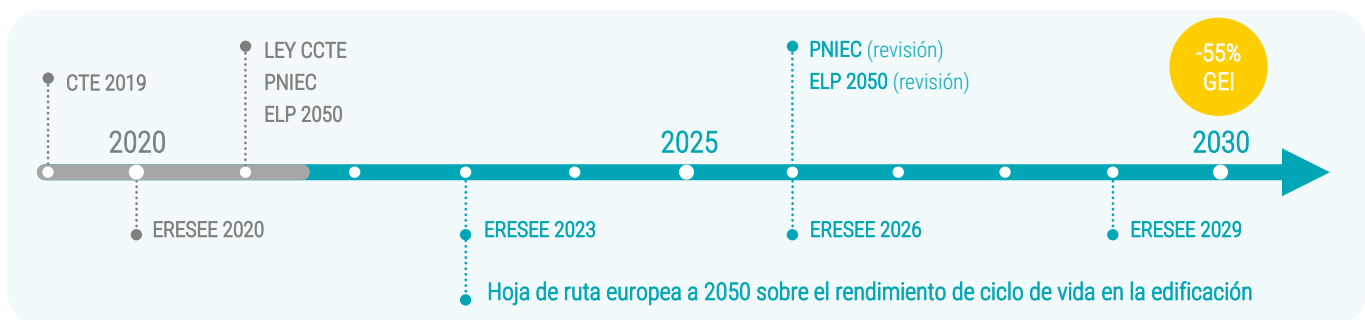 CTE 2019
LEY CCTE
PNIEC
ELP 2050
PNIEC (revisión)
ELP 2050 (revisión)
-55%
GEI
2020
2025
2030
ERESEE 2020
ERESEE 2023
ERESEE 2026
ERESEE 2029
Hoja de ruta europea a 2050 sobre el rendimiento de ciclo de vida en la edificación